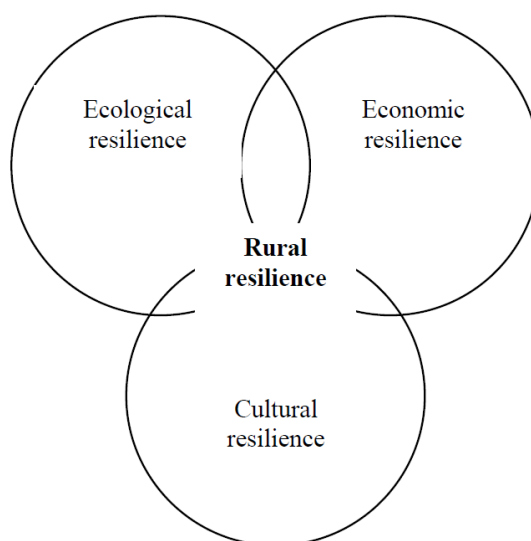 Ecological
resilience
Economic
resilience
Rural
resilience
Cultural
resilience